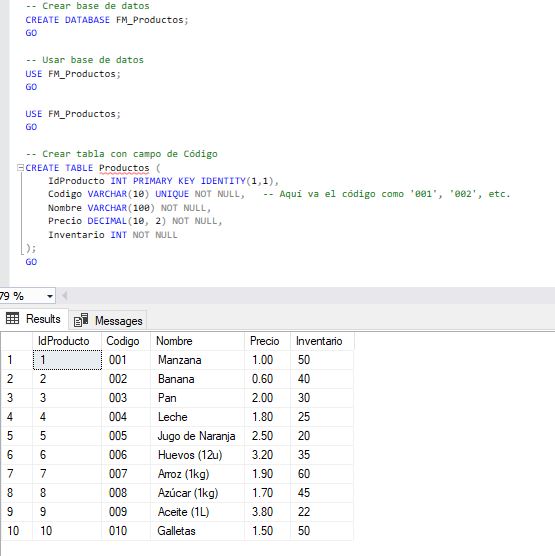 -- Crear base de datos
CREATE DATABASE FM_Productos;
GO
-- Usar base de datos
USE FM_Productos;
GO
USE FM_Productos;
GO
-- Crear tabla con campo de Código
CREATE TABLE Productos (
IdProducto INT PRIMARY KEY IDENTITY(1,1),
Codigo VARCHAR(10) UNIQUE NOT NULL, -- Aquí va el código como '001', '002', etc.
Nombre VARCHAR(100) NOT NULL,
Precio DECIMAL(10, 2) NOT NULL,
Inventario INT NOT NULL
);
GO
79 %
Results Messages
IdProducto Codigo Nombre Precio Inventario
1 1 001 Manzana 1.00 50
2 2 002 Banana 0.60 40
3 3 003 Pan 2.00 30
4 4 004 Leche 1.80 25
5 5 005 Jugo de Naranja 2.50 20
6 6 006 Huevos (12u) 3.20 35
7 7 007 Arroz (1kg) 1.90 60
8 8 008 Azúcar (1kg) 1.70 45
9 9 009 Aceite (1L) 3.80 22
10 10 010 Galletas 1.50 50